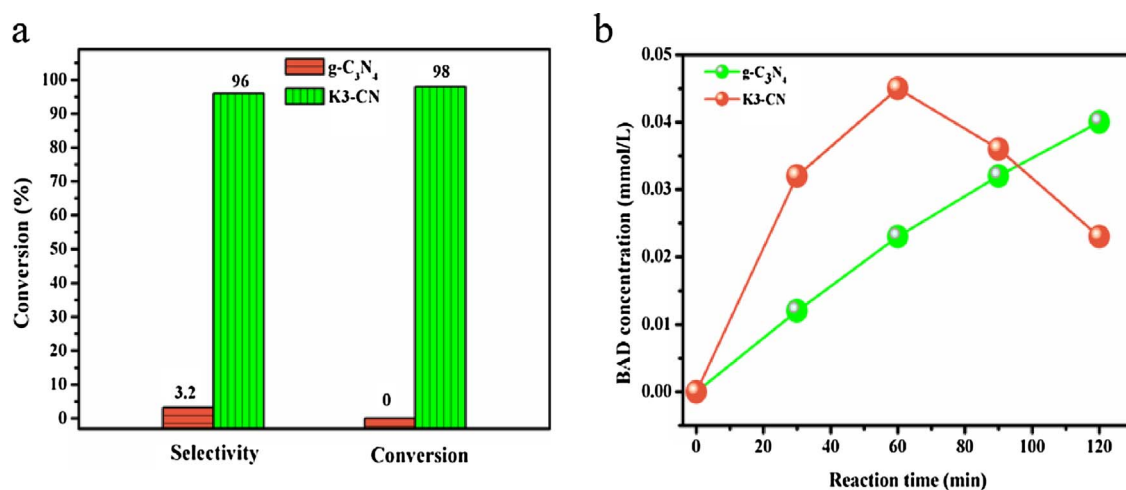 a
Conversion (%)
100
90
80
70
60
50
40
30
20
10
0
g-C₃N₄
K3-CN
3.2
96
0
98
Selectivity
Conversion
b
BAD concentration (mmol/L)
0.05
0.04
0.03
0.02
0.01
0.00
g-C₃N₄
K3-CN
0 20 40 60 80 100 120
Reaction time (min)